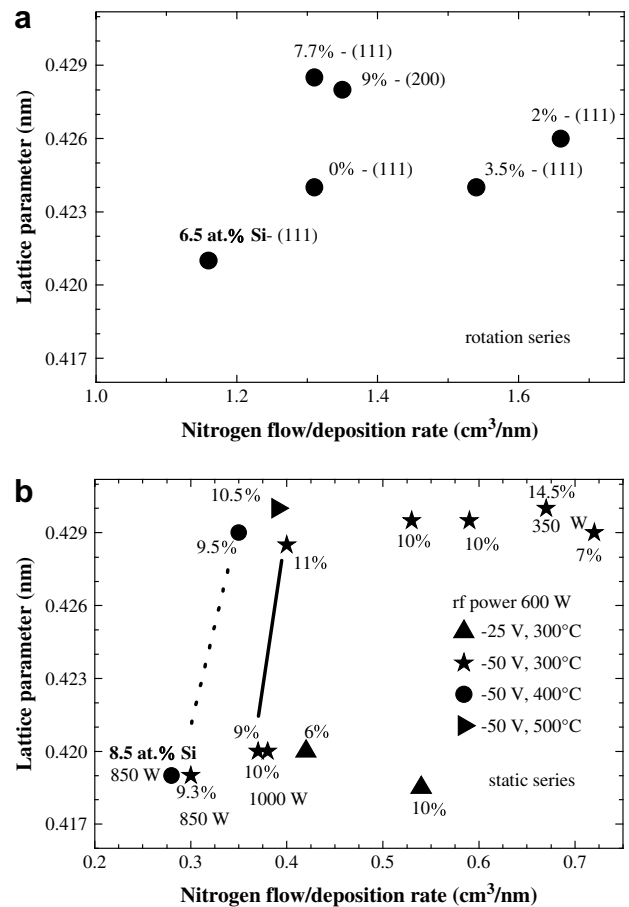 a
7.7% - (111)
9% - (200)
2% - (111)
0% - (111)
3.5% - (111)
6.5 at.% Si- (111)
rotation series
0.429
0.426
0.423
0.420
0.417
Lattice parameter (nm)
1.0 1.2 1.4 1.6
Nitrogen flow/deposition rate (cm³/nm)
b
10.5%
14.5%
350 W
9.5%
10%
10%
7%
11%
rf power 600 W
-25 V, 300°C
-50 V, 300°C
-50 V, 400°C
-50 V, 500°C
9%
6%
8.5 at.% Si
850 W
9.3%
10%
850 W
1000 W
10%
static series
0.429
0.426
0.423
0.420
0.417
Lattice parameter (nm)
0.2 0.3 0.4 0.5 0.6 0.7
Nitrogen flow/deposition rate (cm³/nm)